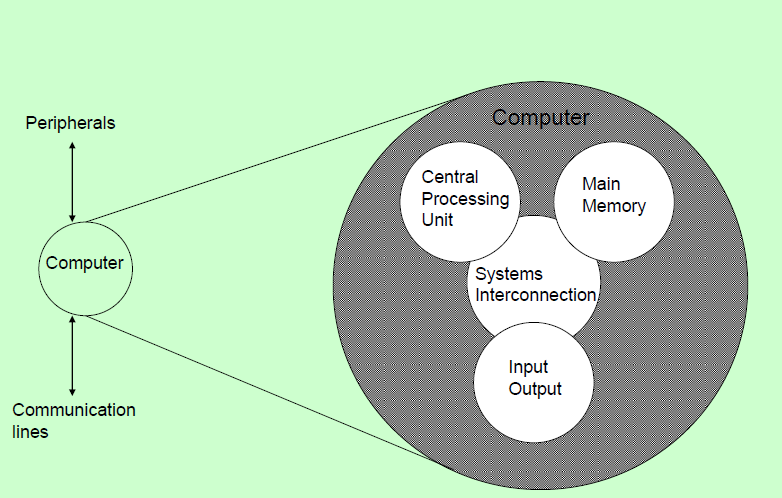 Peripherals
Computer
Communication
lines
Computer
Central
Processing
Unit
Main
Memory
Systems
Interconnection
Input
Output